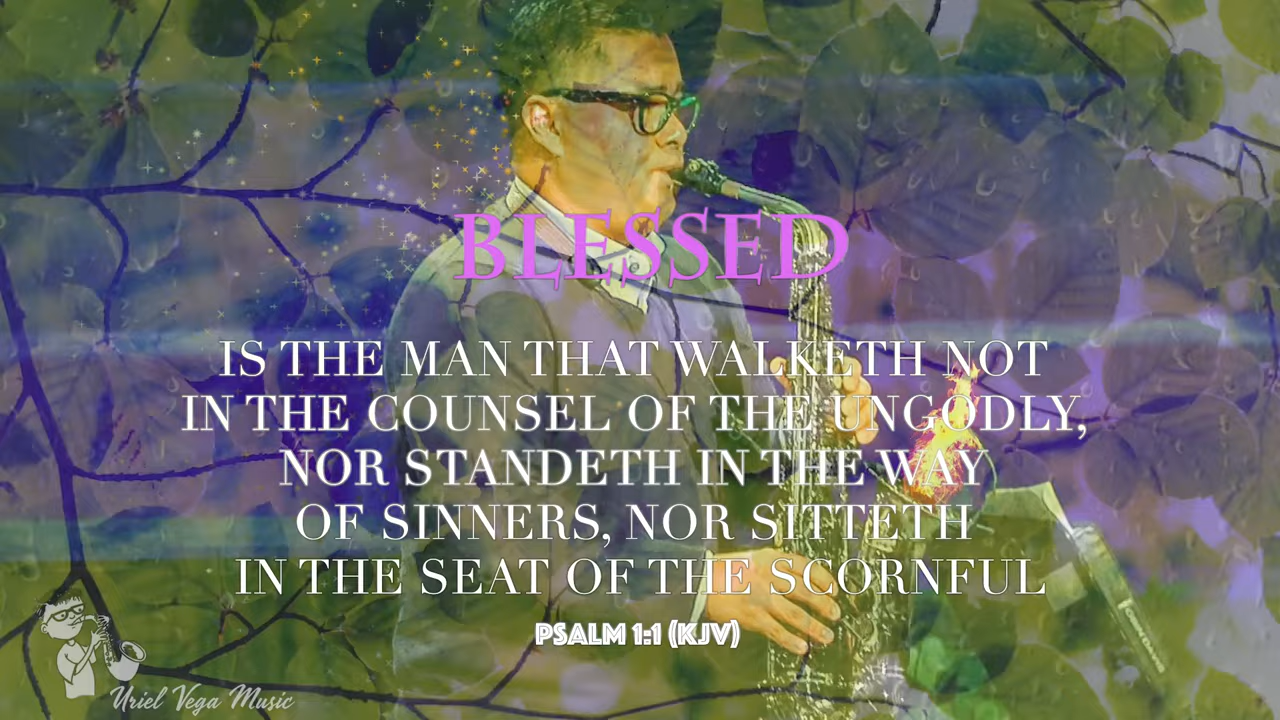 BLESSED
IS THE MAN THAT WALKETH NOT
IN THE COUNSEL OF THE UNGODLY,
NOR STANDETH IN THE WAY
OF SINNERS, NOR SITTETH
IN THE SEAT OF THE SCORNFUL
PSALM 1:1 (KJV)
Uriel Vega Music